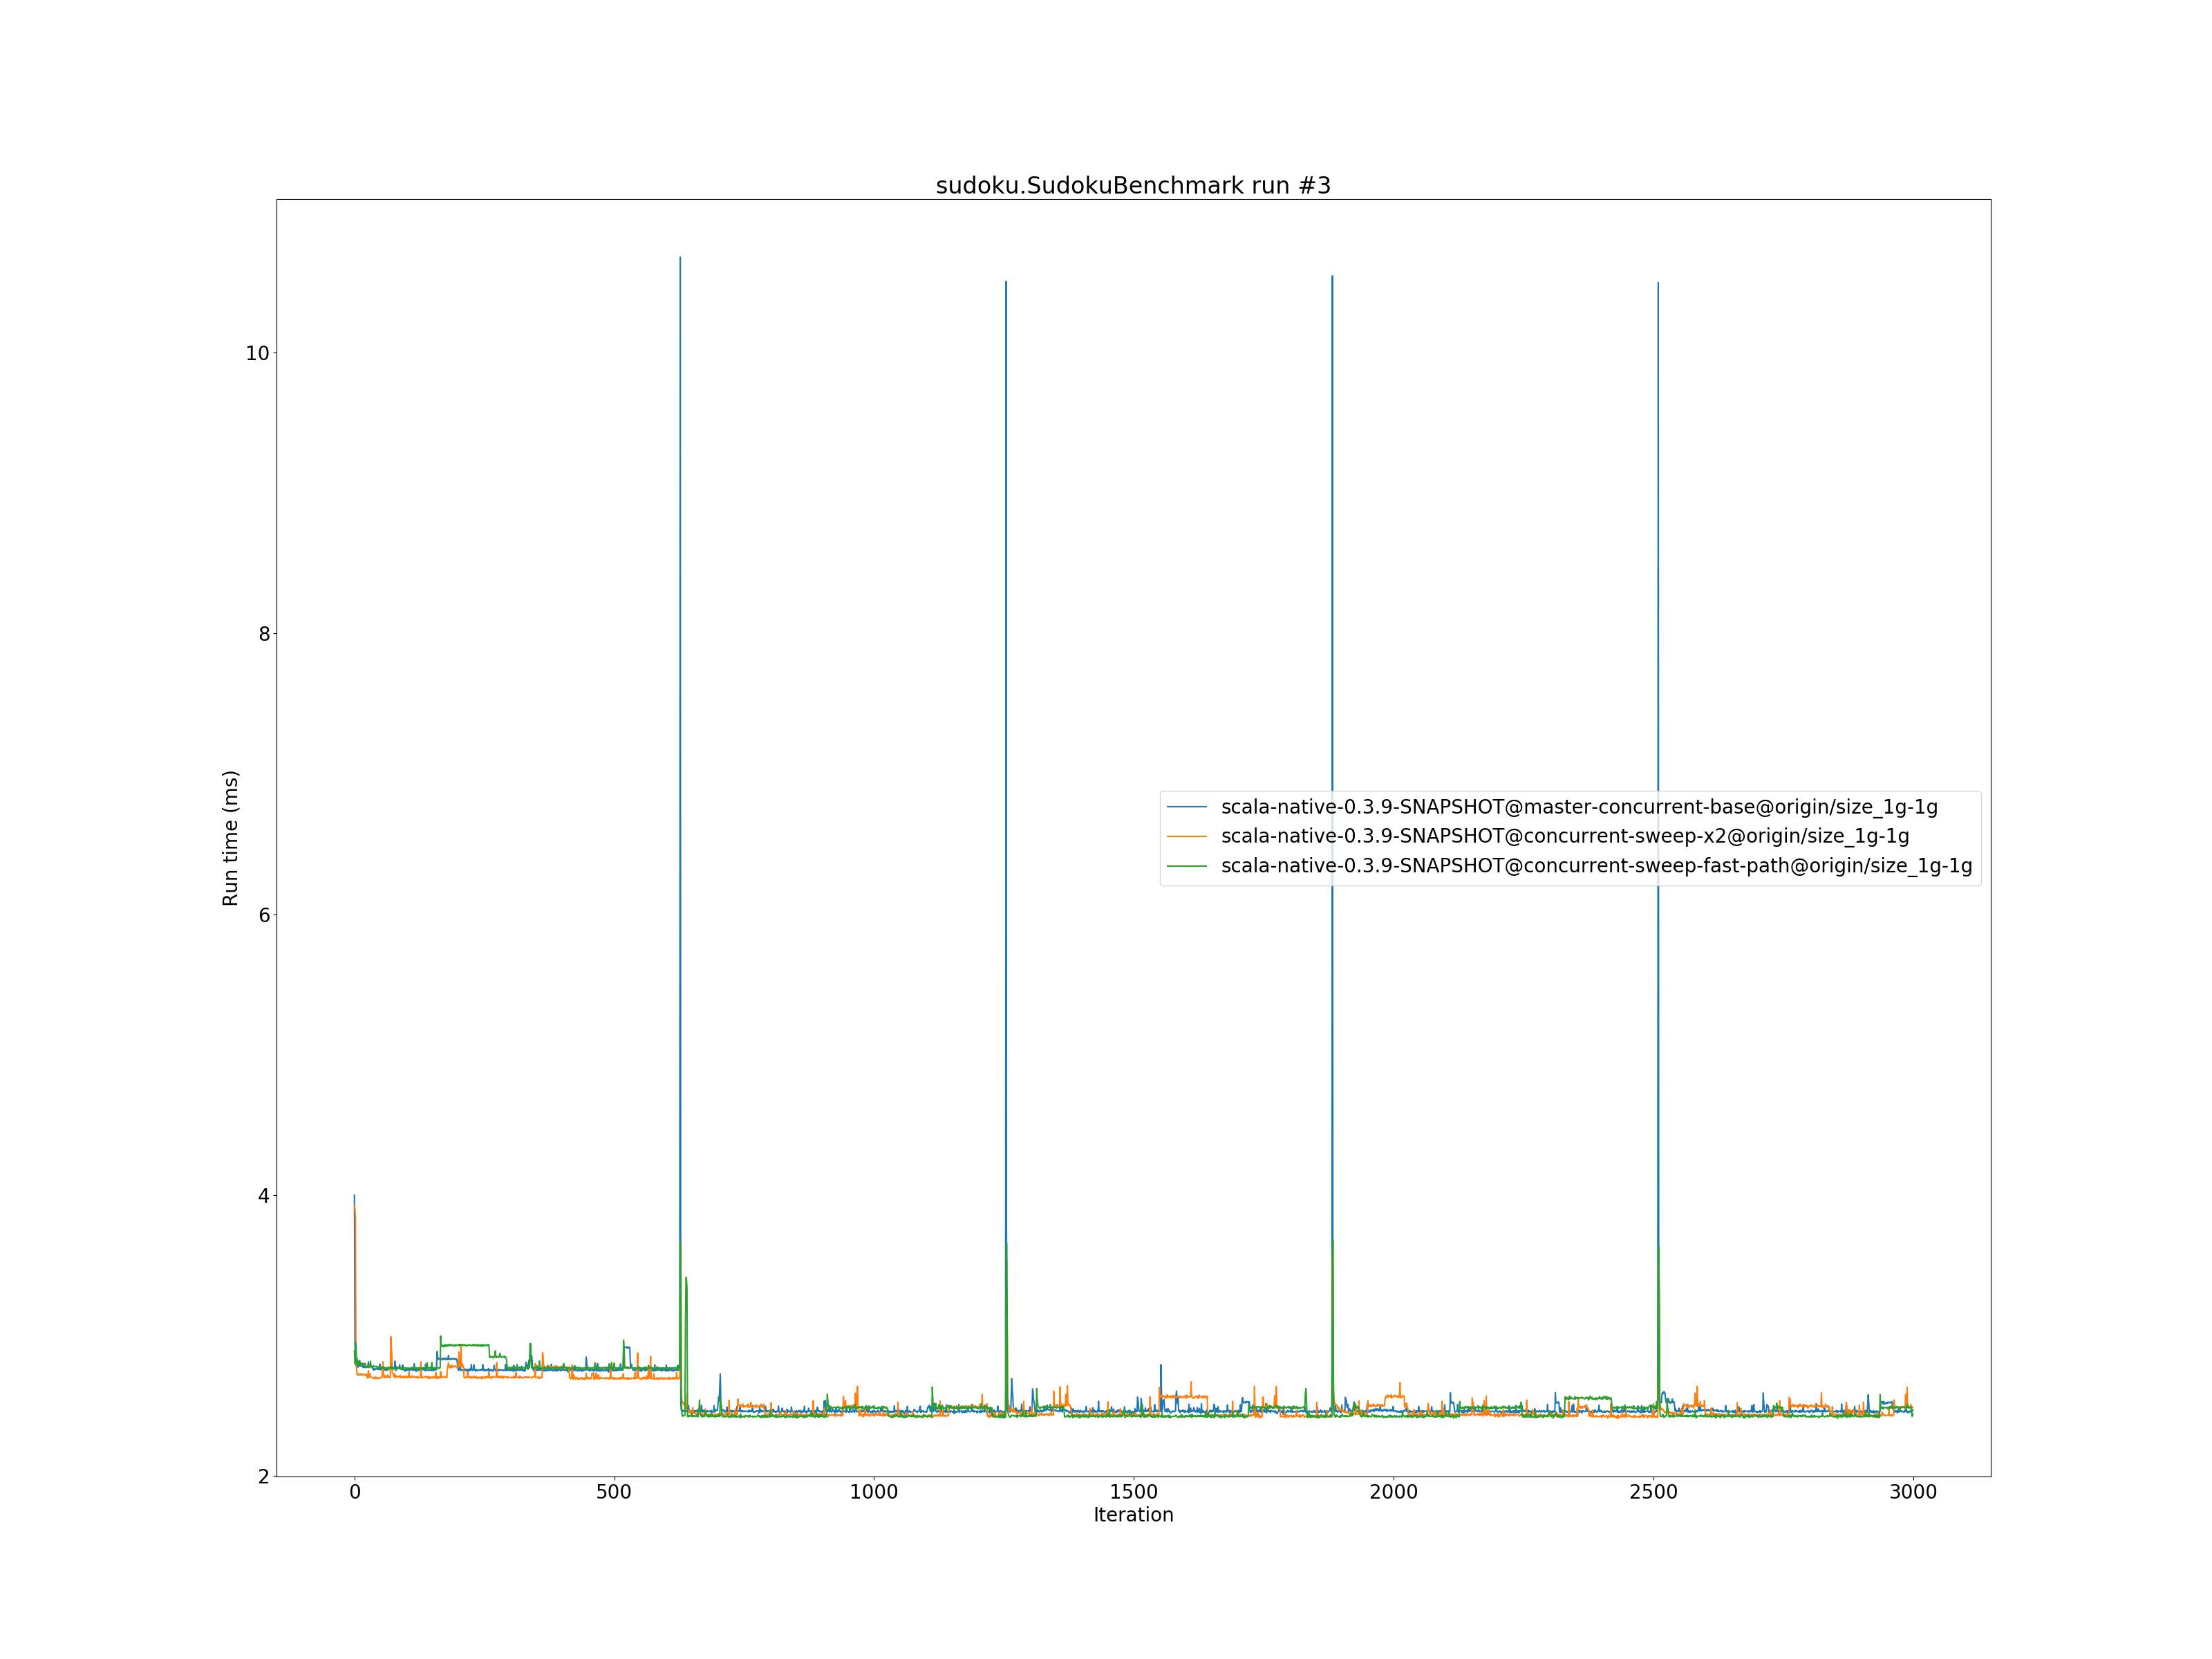 sudoku.SudokuBenchmark run #3
Run time (ms)
10
8
6
4
2
scala-native-0.3.9-SNAPSHOT@master-concurrent-base@origin/size_1g-1g
scala-native-0.3.9-SNAPSHOT@concurrent-sweep-x2@origin/size_1g-1g
scala-native-0.3.9-SNAPSHOT@concurrent-sweep-fast-path@origin/size_1g-1g
0 500 1000 1500 2000 2500 3000
Iteration